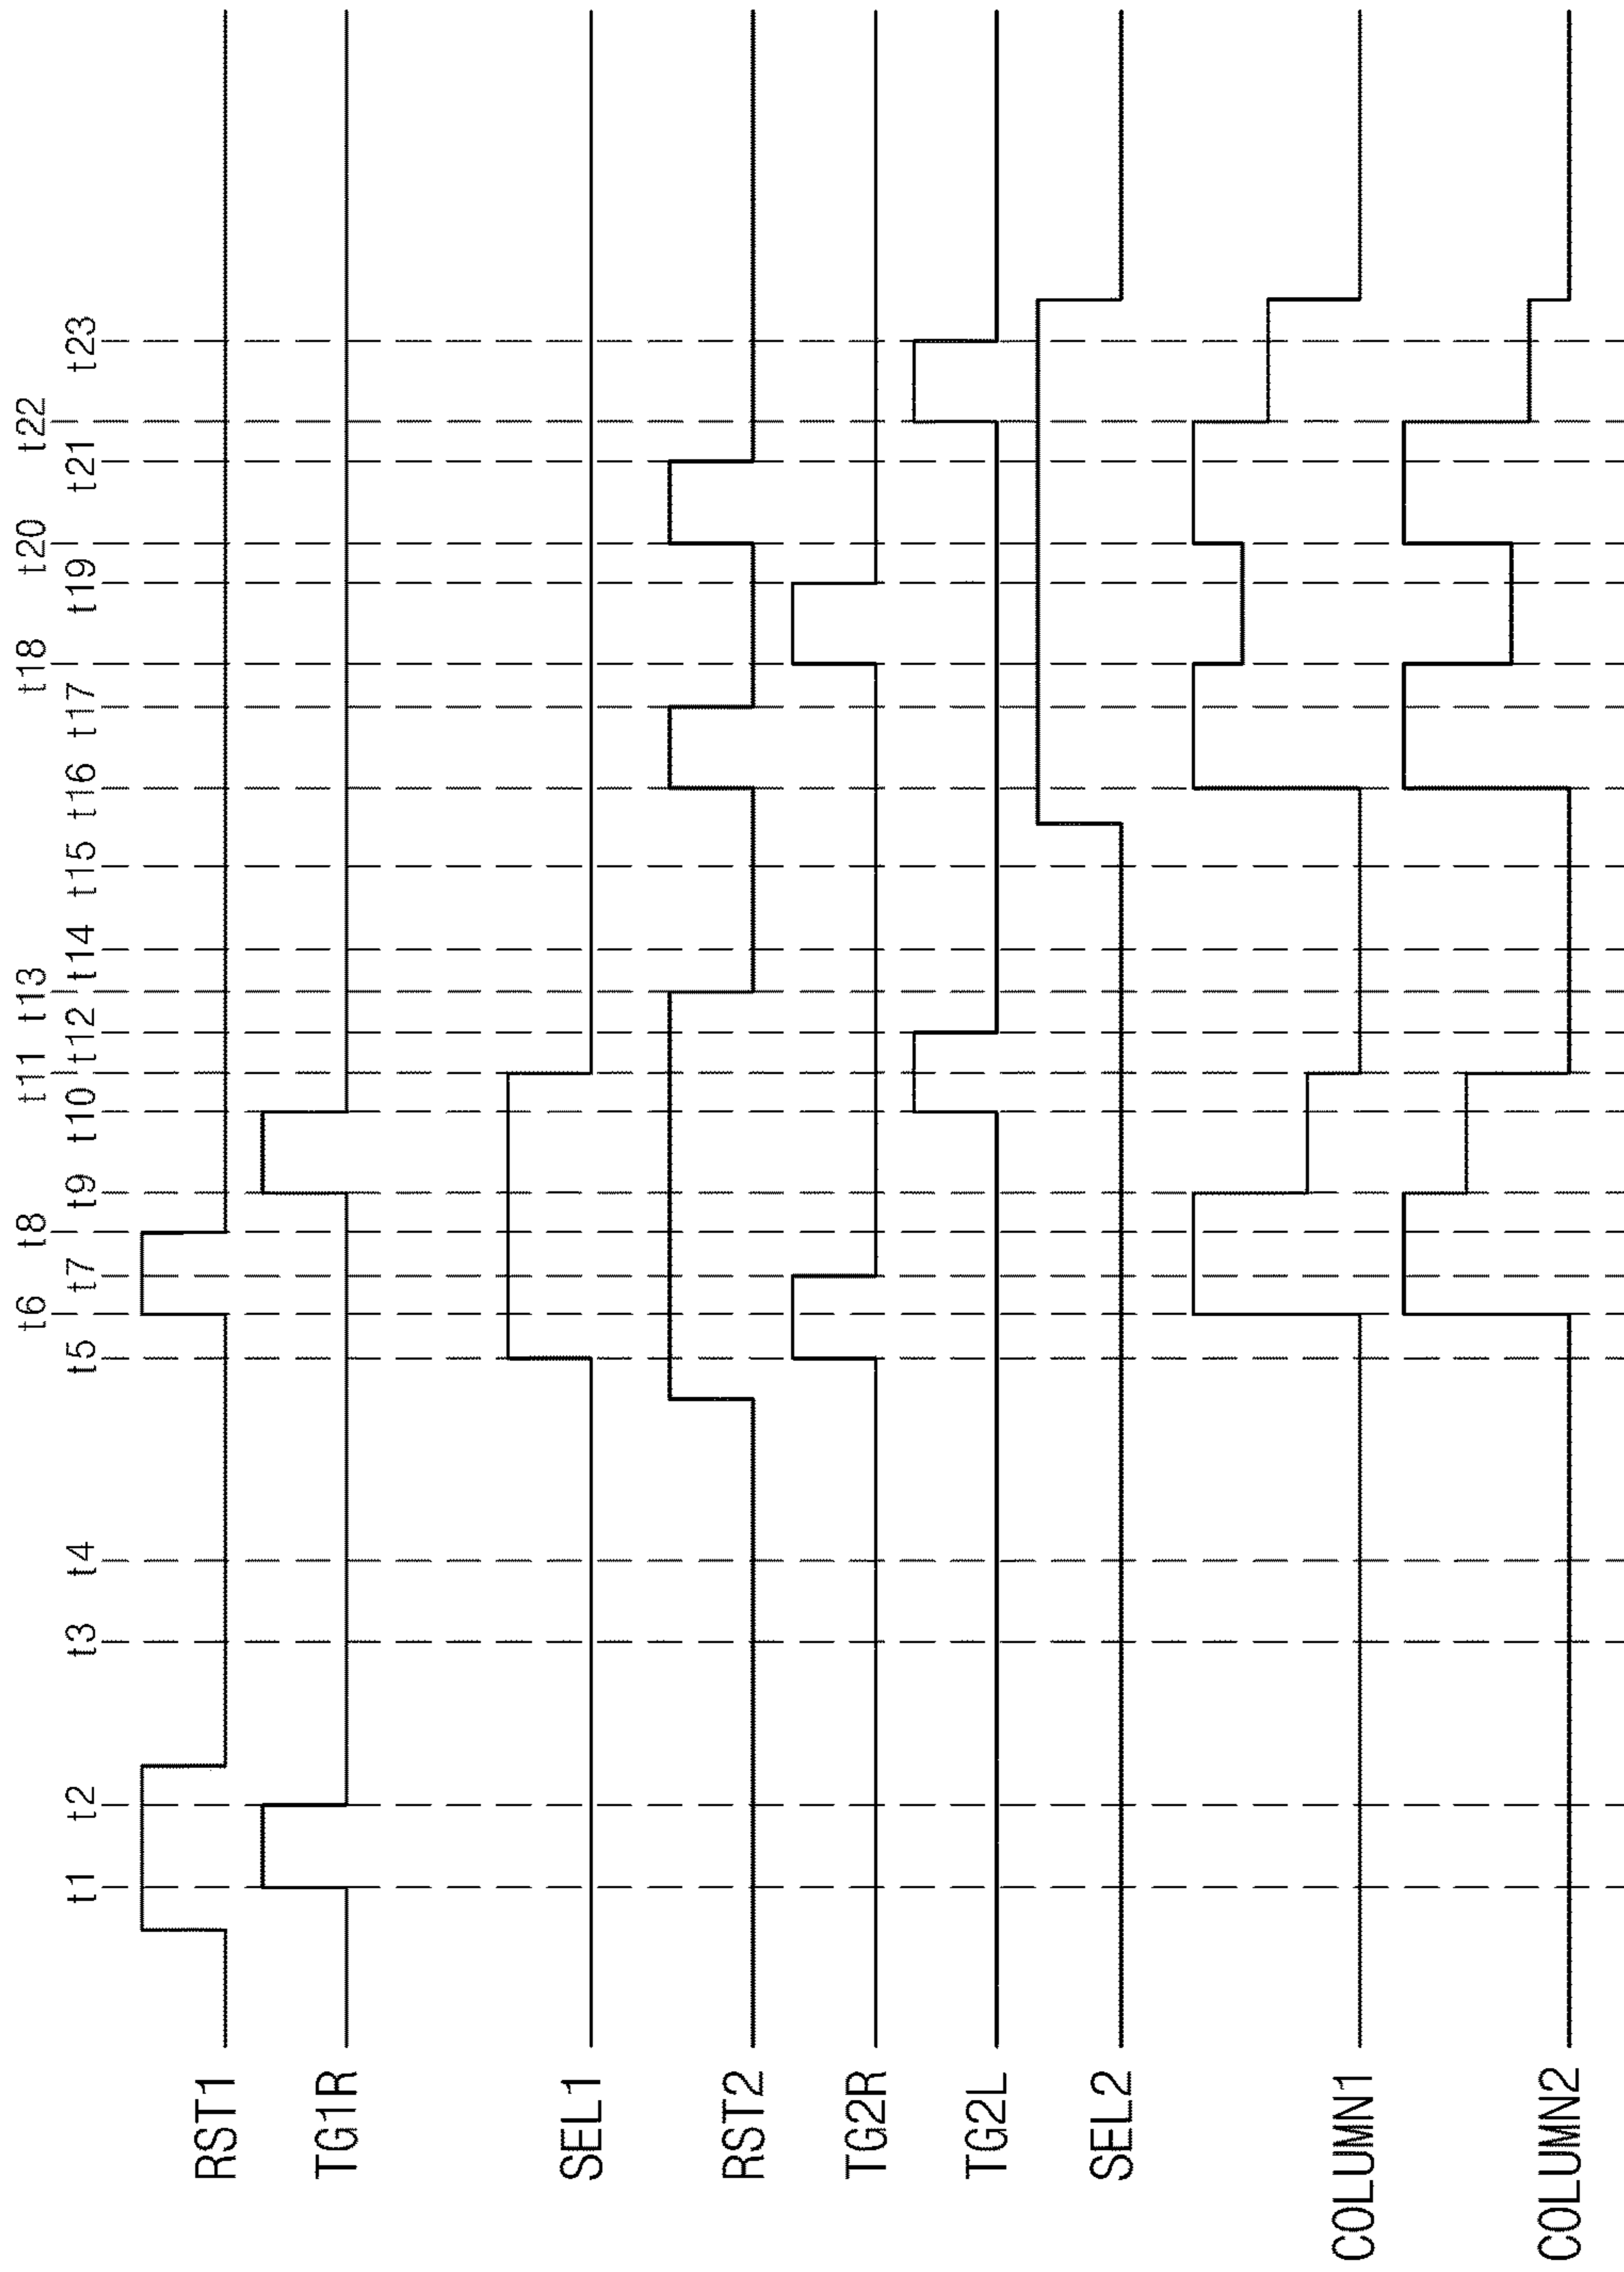 t1
t2
t3
t4
t5
t6
t7
t8
t9
t10
t11
t12
t13
t14
t15
t16
t17
t18
t19
t20
t21
t22
t23
RST1
TG1R
SEL1
RST2
TG2R
TG2L
SEL2
COLUMN1
COLUMN2